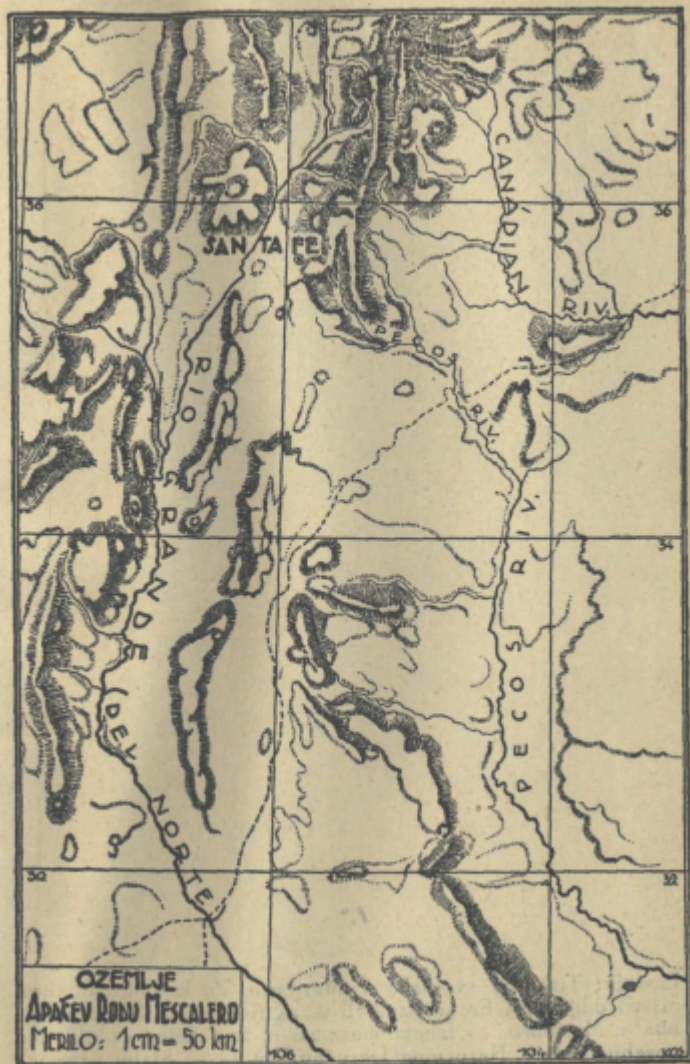 CANADIAN RIV.
36
36
SANTA FE
PECOS RIV.
RIO GRANDE (DEL NORTE
34
PECOS RIV.
32
32
OZEMLJE
APAČEV RODU MESCALERO
MERILO: 1cm = 50 km
106
104